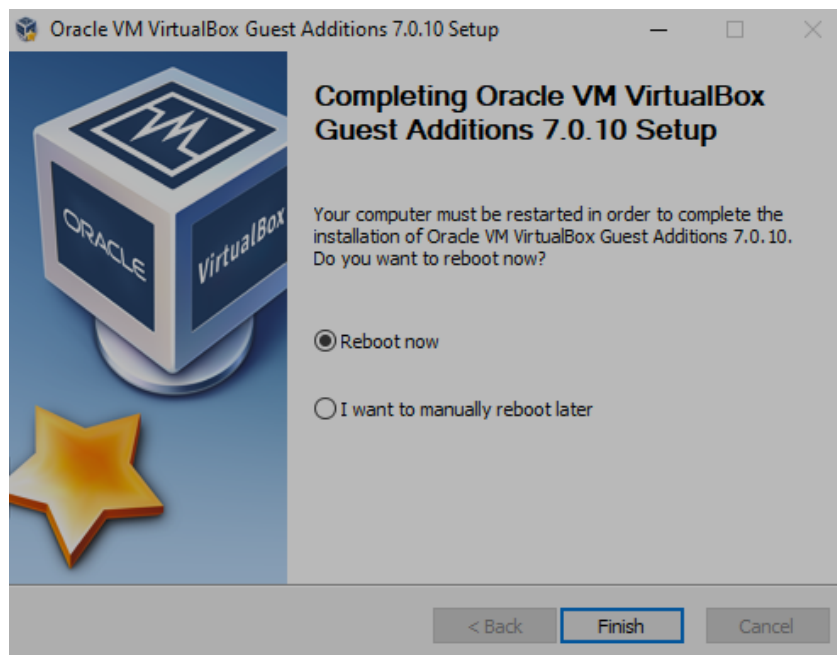 Oracle VM VirtualBox Guest Additions 7.0.10 Setup
ORACLE
VirtualBox
Completing Oracle VM VirtualBox
Guest Additions 7.0.10 Setup
Your computer must be restarted in order to complete the
installation of Oracle VM VirtualBox Guest Additions 7.0.10.
Do you want to reboot now?
Reboot now
I want to manually reboot later
< Back
Finish
Cancel